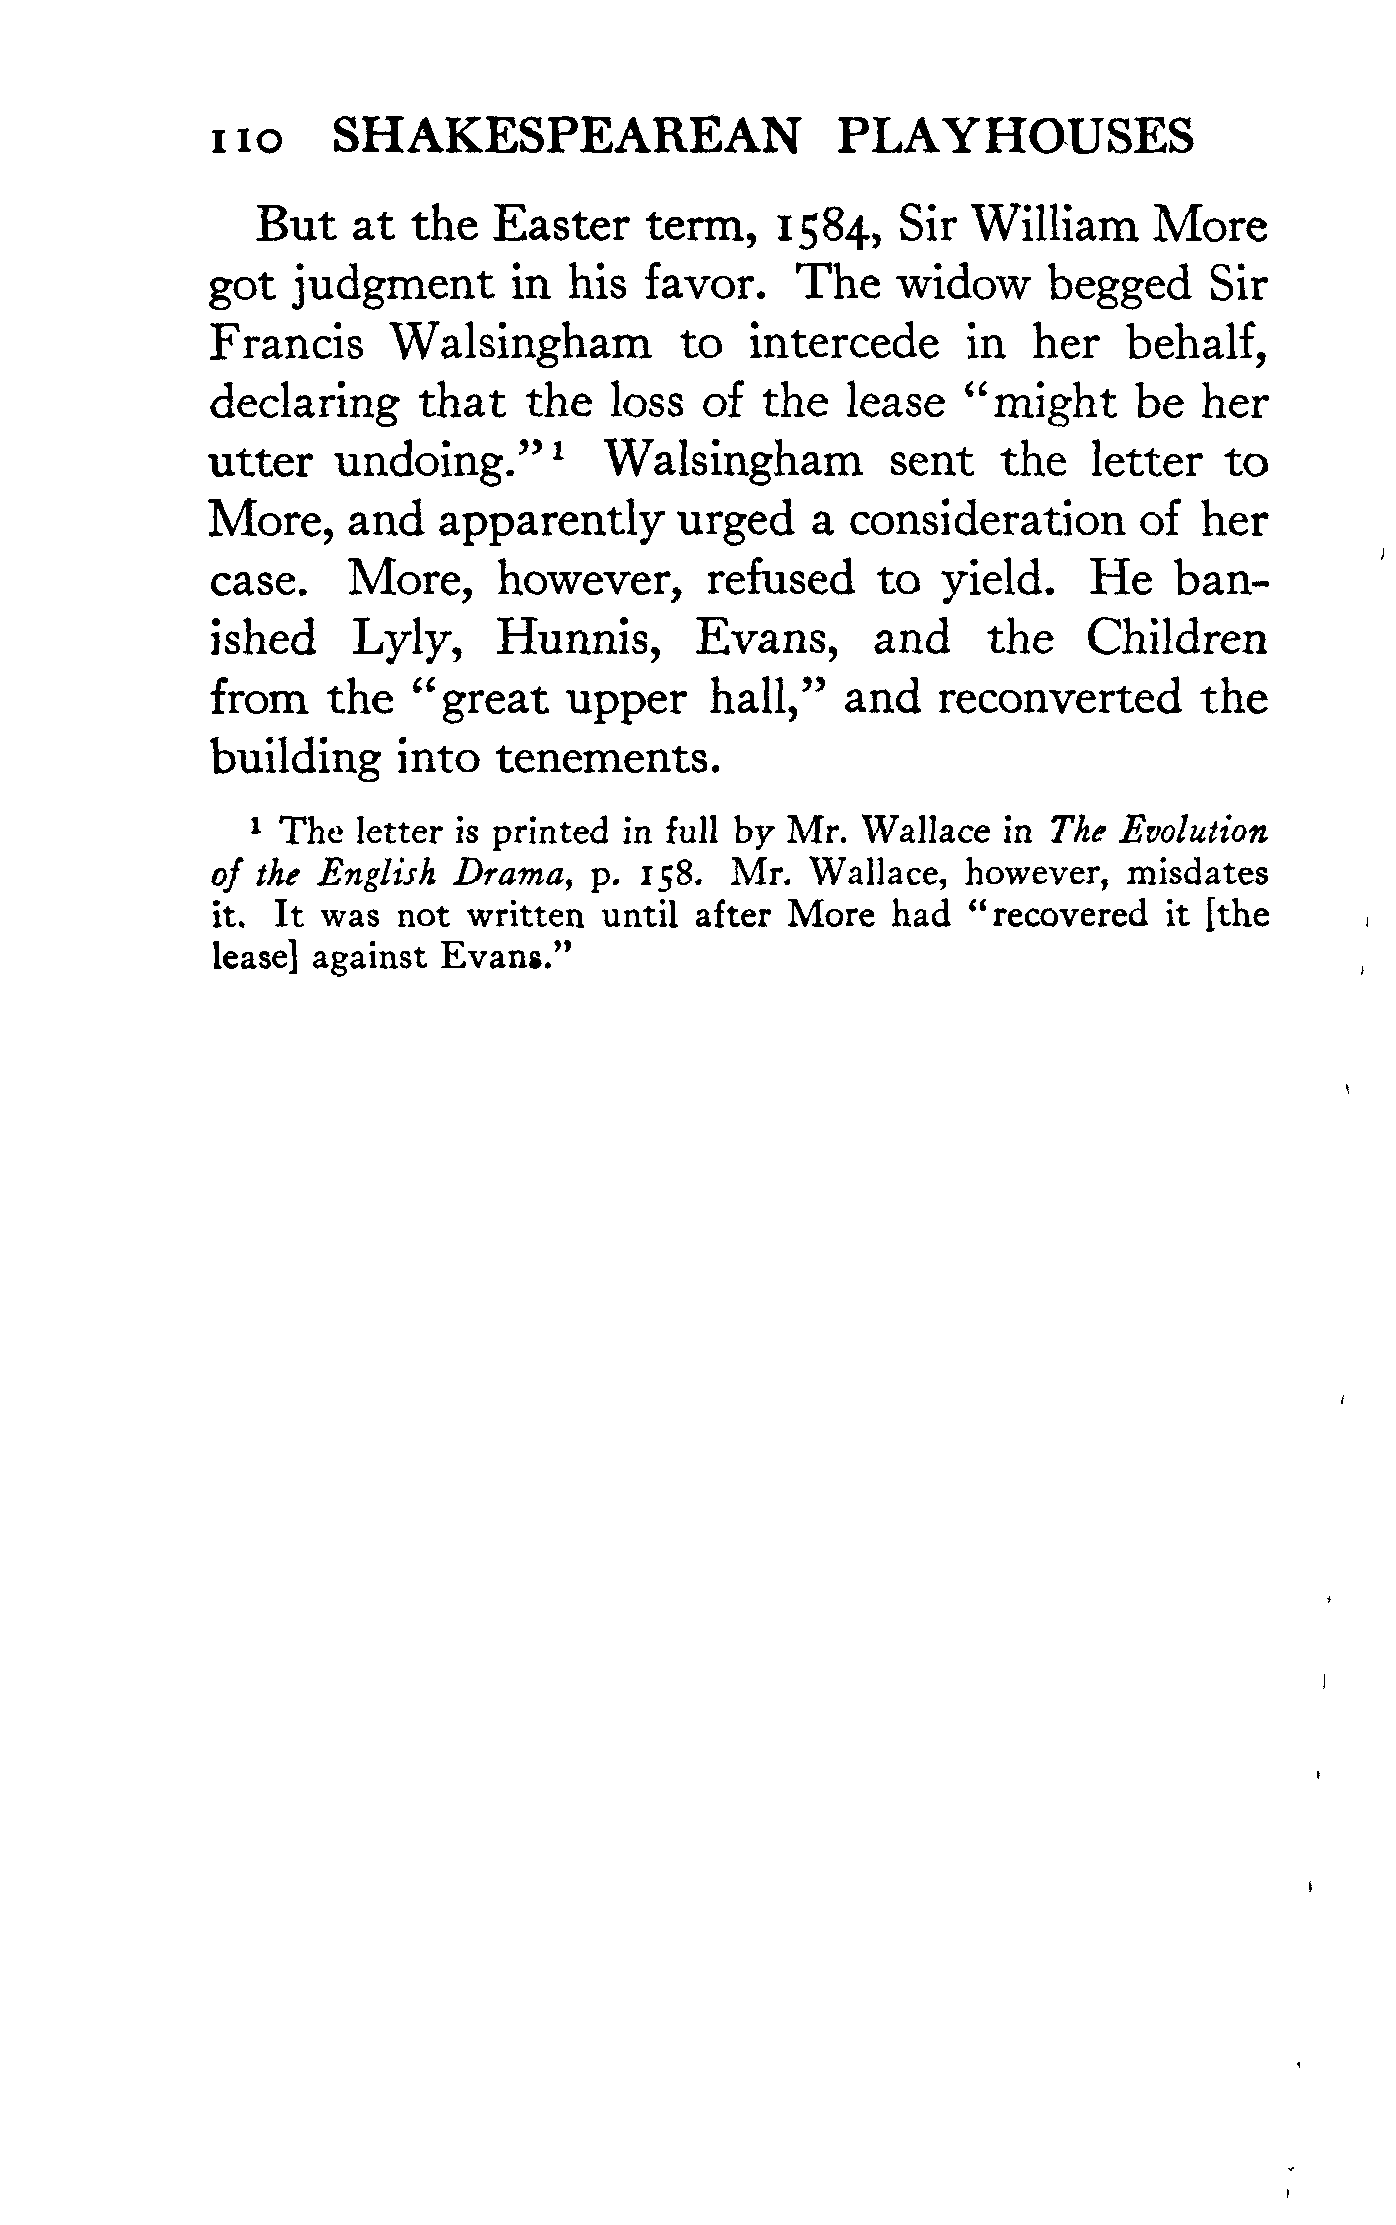 110 SHAKESPEAREAN PLAYHOUSES
But at the Easter term, 1584, Sir William More
got judgment in his favor. The widow begged Sir
Francis Walsingham to intercede in her behalf,
declaring that the loss of the lease “might be her
utter undoing.” ¹ Walsingham sent the letter to
More, and apparently urged a consideration of her
case. More, however, refused to yield. He ban-
ished Lyly, Hunnis, Evans, and the Children
from the “great upper hall,” and reconverted the
building into tenements.
¹ The letter is printed in full by Mr. Wallace in The Evolution
of the English Drama, p. 158. Mr. Wallace, however, misdates
it. It was not written until after More had “recovered it [the
lease] against Evans.”